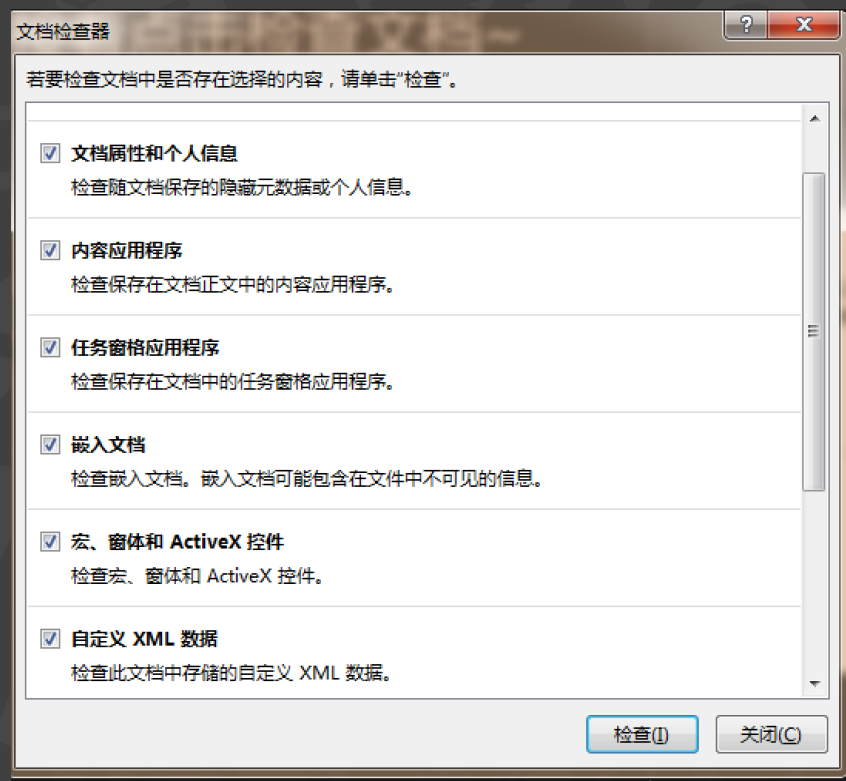 文档检查器
若要检查文档中是否存在选择的内容，请单击“检查”。
文档属性和个人信息
检查随文档保存的隐藏元数据或个人信息。
内容应用程序
检查保存在文档正文中的内容应用程序。
任务窗格应用程序
检查保存在文档中的任务窗格应用程序。
嵌入文档
检查嵌入文档。嵌入文档可能包含在文件中不可见的信息。
宏、窗体和 ActiveX 控件
检查宏、窗体和 ActiveX 控件。
自定义 XML 数据
检查此文档中存储的自定义 XML 数据。
检查(I) 关闭(C)